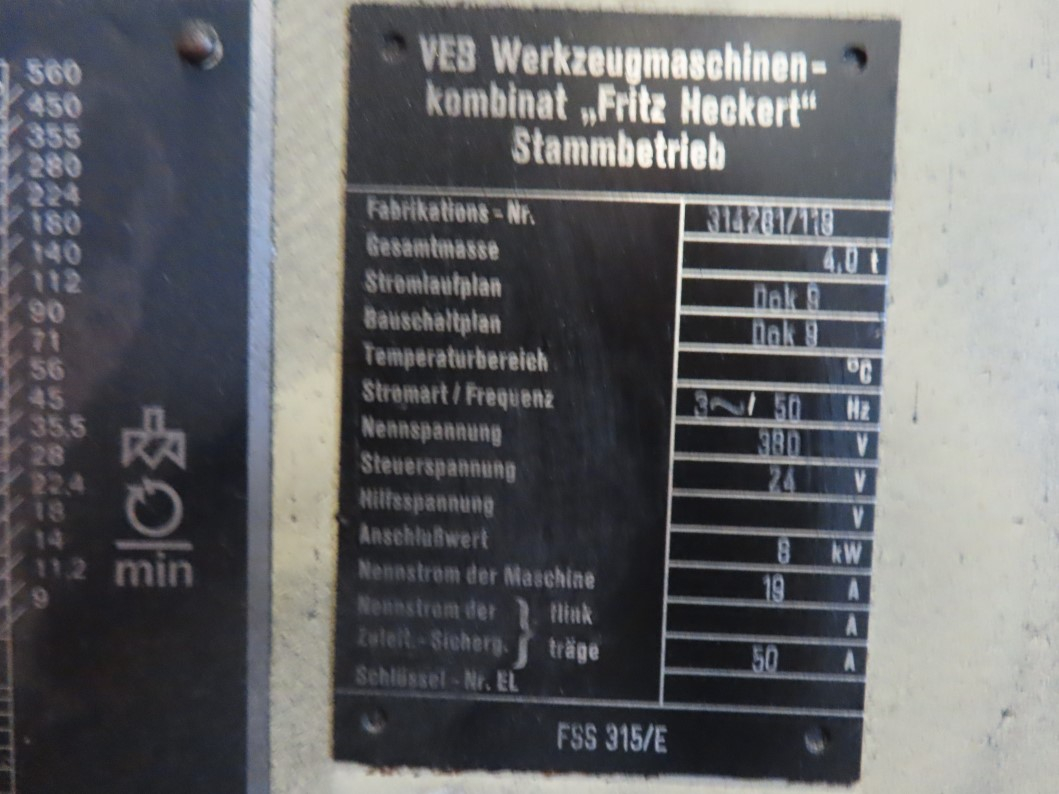 560
450
355
280
224
180
140
112
90
71
56
45
35,5
28
22,4
18
14
11,2
9
min
VEB Werkzeugmaschinen-
kombinat „Fritz Heckert“
Stammbetrieb
Fabrikations-Nr. 314281/118
Gesamtmasse 4,0 t
Stromlaufplan Dok 9
Bauschaltplan Dok 9
Temperaturbereich °C
Stromart / Frequenz 3~/ 50 Hz
Nennspannung 380 V
Steuerspannung 24 V
Hilfsspannung V
Anschlußwert 8 kW
Nennstrom der Maschine 19 A
Nennstrom der } flink A
Zuleit.-Sicherg. } träge 50 A
Schlüssel-Nr. EL
FSS 315/E